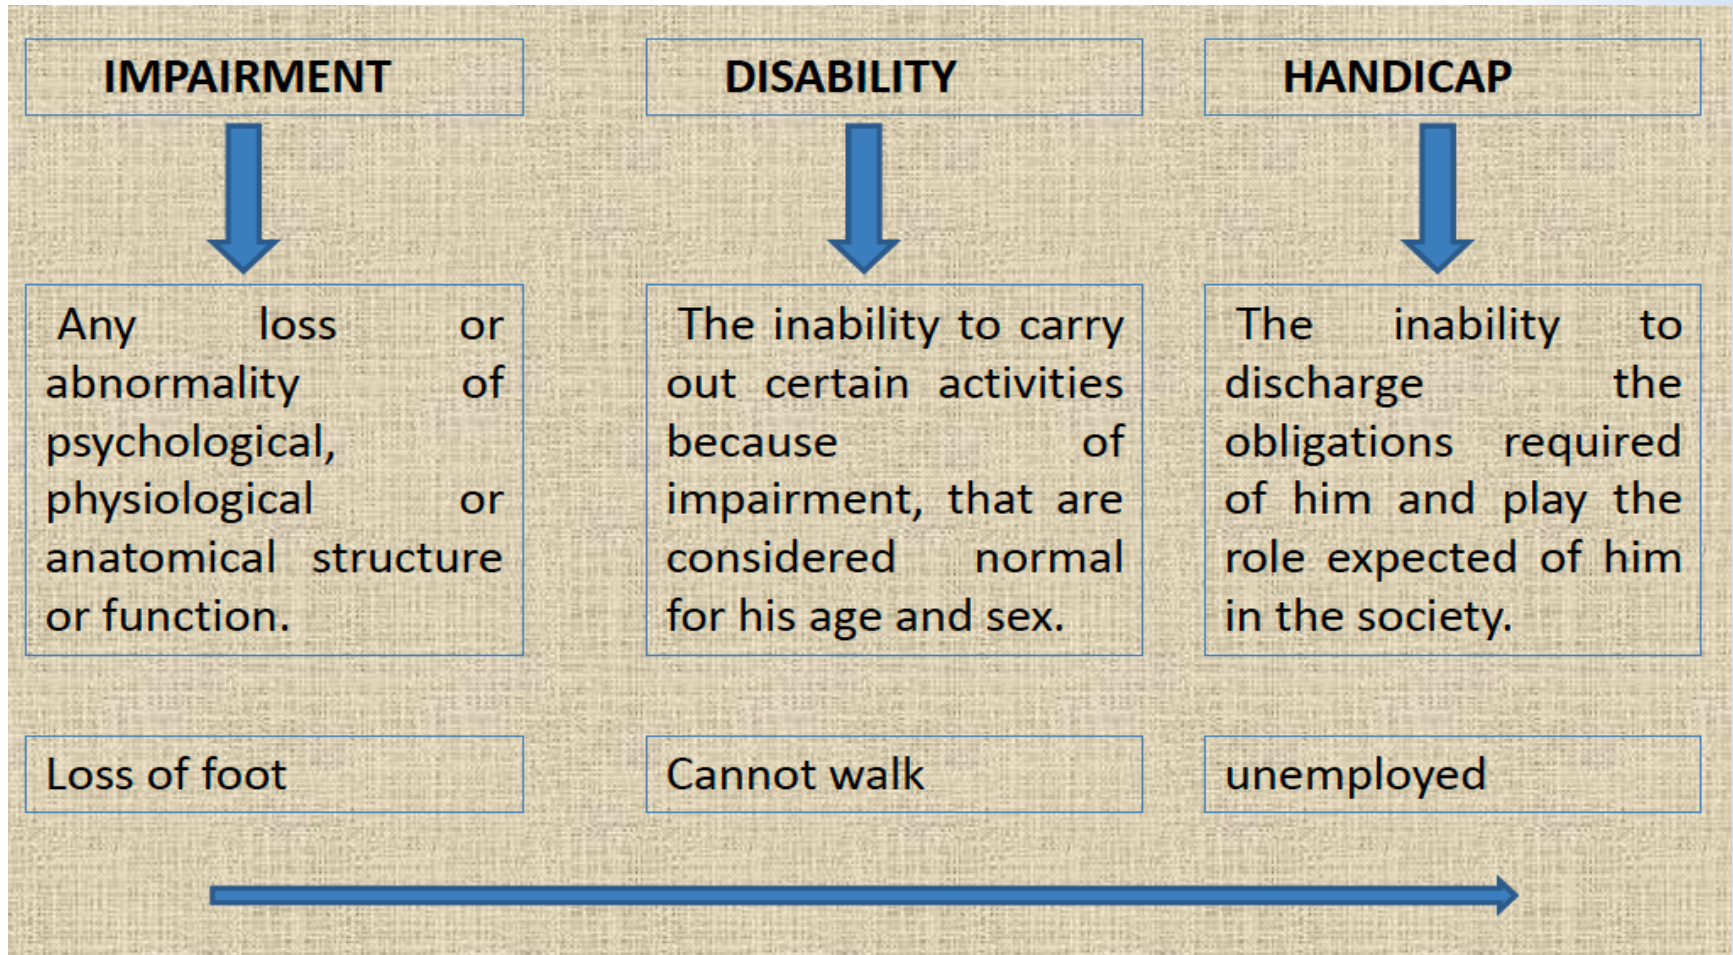 IMPAIRMENT
DISABILITY
HANDICAP
Any loss or
abnormality of
psychological,
physiological or
anatomical structure
or function.
The inability to carry
out certain activities
because of
impairment, that are
considered normal
for his age and sex.
The inability to
discharge the
obligations required
of him and play the
role expected of him
in the society.
Loss of foot
Cannot walk
unemployed